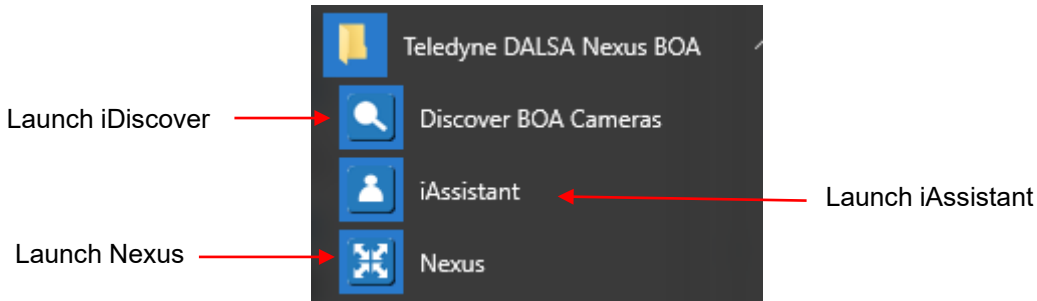 Teledyne DALSA Nexus BOA
Launch iDiscover
Discover BOA Cameras
iAssistant
Launch iAssistant
Launch Nexus
Nexus